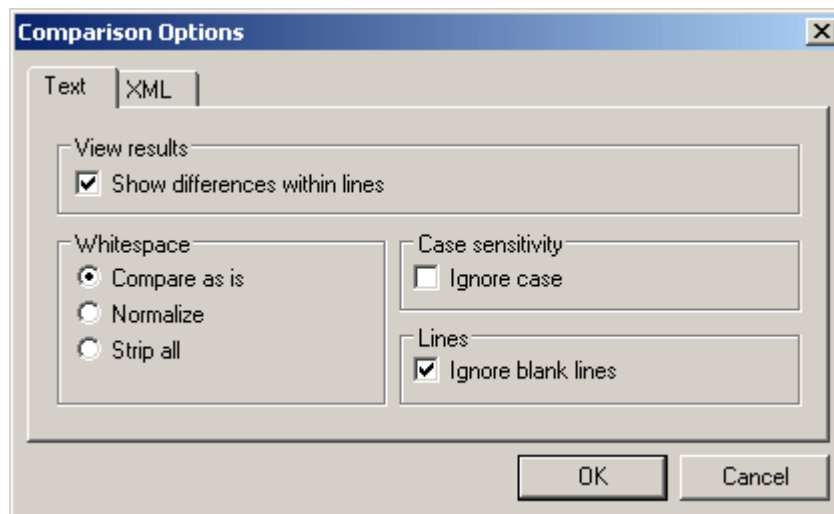 Comparison Options
Text XML
View results
Show differences within lines
Whitespace
Compare as is
Normalize
Strip all
Case sensitivity
Ignore case
Lines
Ignore blank lines
OK Cancel